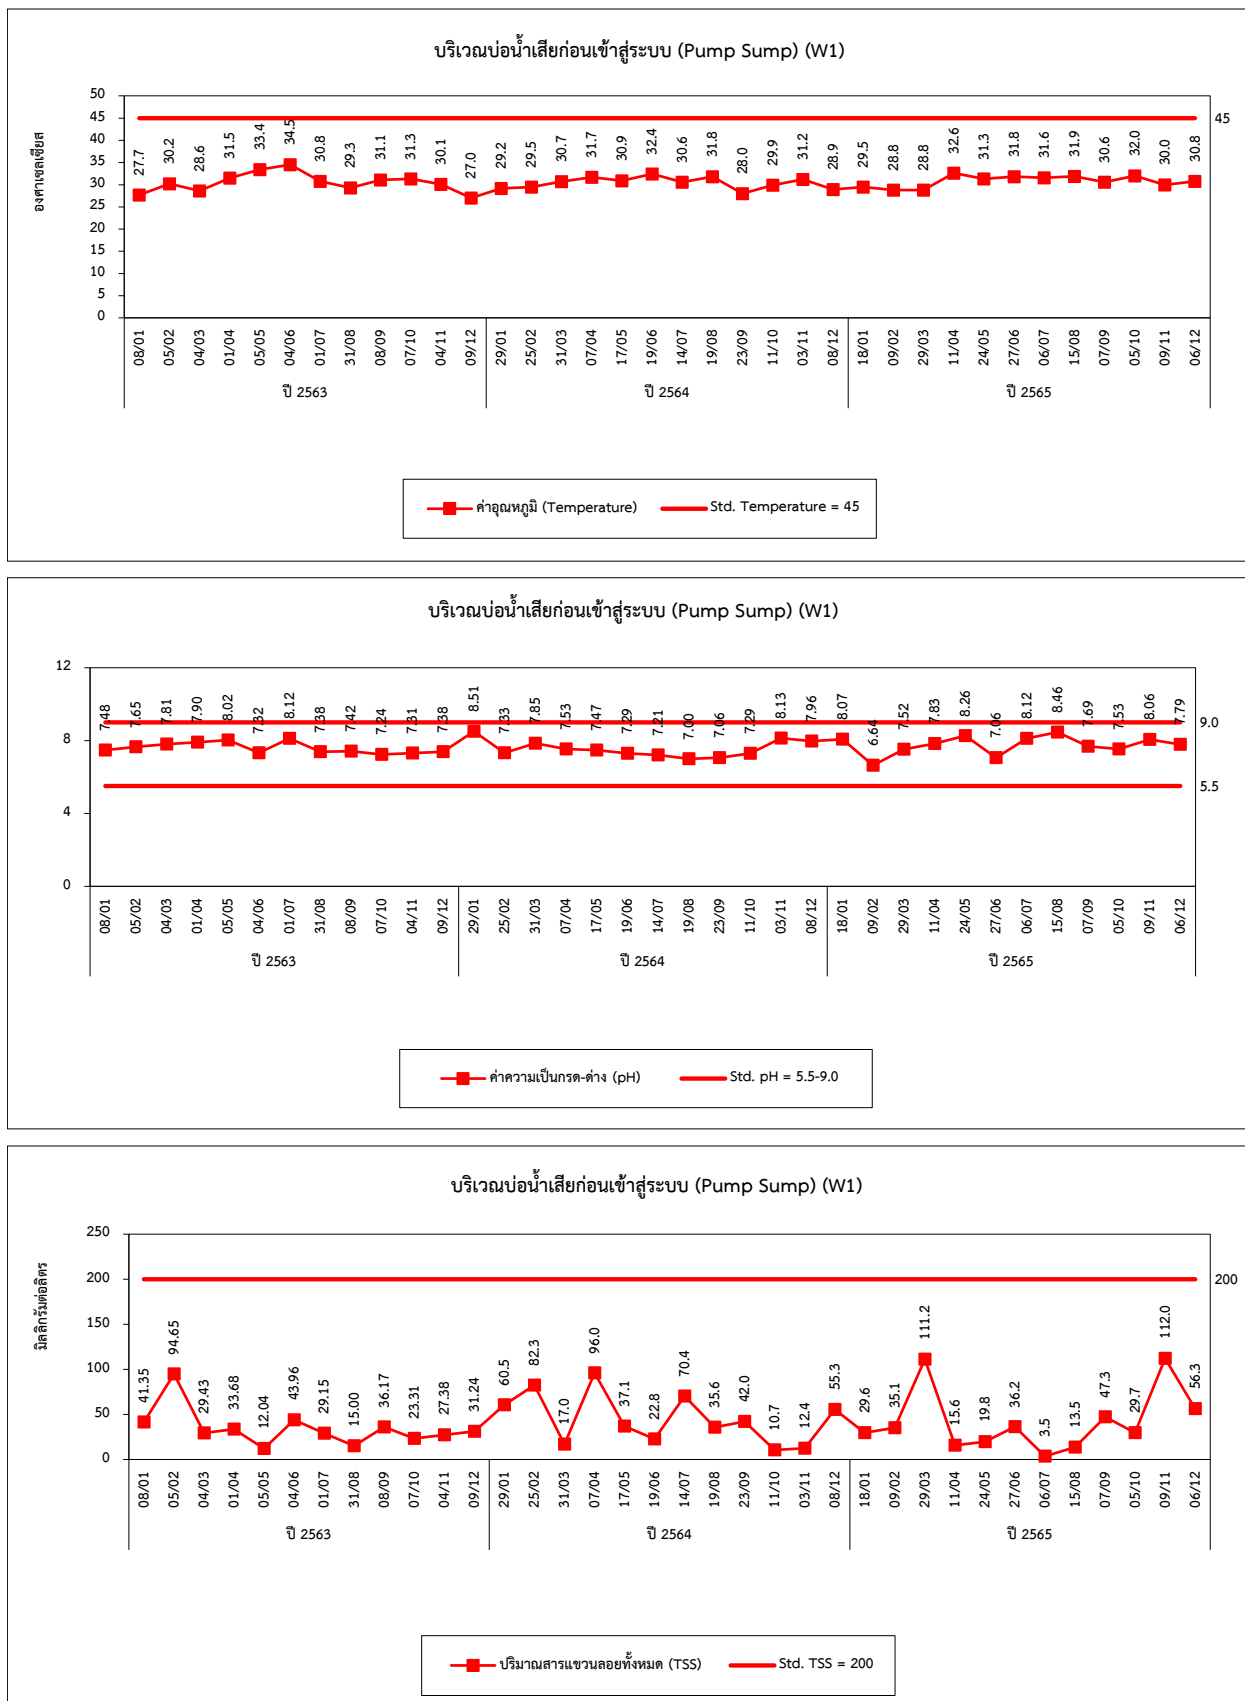 บริเวณบ่อน้ำเสียก่อนเข้าสู่ระบบ (Pump Sump) (W1)
องศาเซลเซียส
50
45
40
35
30
25
20
15
10
5
0
27.7 30.2 28.6 31.5 33.4 34.5 30.8 29.3 31.1 31.3 30.1 27.0 29.2 29.5 30.7 31.7 30.9 32.4 30.6 31.8 28.0 29.9 31.2 28.9 29.5 28.8 28.8 32.6 31.3 31.8 31.6 31.9 30.6 32.0 30.0 30.8
45
08/01 05/02 04/03 01/04 05/05 04/06 01/07 31/08 08/09 07/10 04/11 09/12 29/01 25/02 31/03 07/04 17/05 19/06 14/07 19/08 23/09 11/10 03/11 08/12 18/01 09/02 29/03 11/04 24/05 27/06 06/07 15/08 07/09 05/10 09/11 06/12
ปี 2563 ปี 2564 ปี 2565
ค่าอุณหภูมิ (Temperature) Std. Temperature = 45
บริเวณบ่อน้ำเสียก่อนเข้าสู่ระบบ (Pump Sump) (W1)
12
8
4
0
7.48 7.65 7.81 7.90 8.02 7.32 8.12 7.38 7.42 7.24 7.31 7.38 8.51 7.33 7.85 7.53 7.47 7.29 7.21 7.00 7.06 7.29 8.13 7.96 8.07 6.64 7.52 7.83 8.26 7.06 8.12 8.46 7.69 7.53 8.06 7.79
9.0
5.5
08/01 05/02 04/03 01/04 05/05 04/06 01/07 31/08 08/09 07/10 04/11 09/12 29/01 25/02 31/03 07/04 17/05 19/06 14/07 19/08 23/09 11/10 03/11 08/12 18/01 09/02 29/03 11/04 24/05 27/06 06/07 15/08 07/09 05/10 09/11 06/12
ปี 2563 ปี 2564 ปี 2565
ค่าความเป็นกรด-ด่าง (pH) Std. pH = 5.5-9.0
บริเวณบ่อน้ำเสียก่อนเข้าสู่ระบบ (Pump Sump) (W1)
มิลลิกรัมต่อลิตร
250
200
150
100
50
0
41.35 94.65 29.43 33.68 12.04 43.96 29.15 15.00 36.17 23.31 27.38 31.24 60.5 82.3 17.0 96.0 37.1 22.8 70.4 35.6 42.0 10.7 12.4 55.3 29.6 35.1 111.2 15.6 19.8 36.2 3.5 13.5 47.3 29.7 112.0 56.3
200
08/01 05/02 04/03 01/04 05/05 04/06 01/07 31/08 08/09 07/10 04/11 09/12 29/01 25/02 31/03 07/04 17/05 19/06 14/07 19/08 23/09 11/10 03/11 08/12 18/01 09/02 29/03 11/04 24/05 27/06 06/07 15/08 07/09 05/10 09/11 06/12
ปี 2563 ปี 2564 ปี 2565
ปริมาณสารแขวนลอยทั้งหมด (TSS) Std. TSS = 200